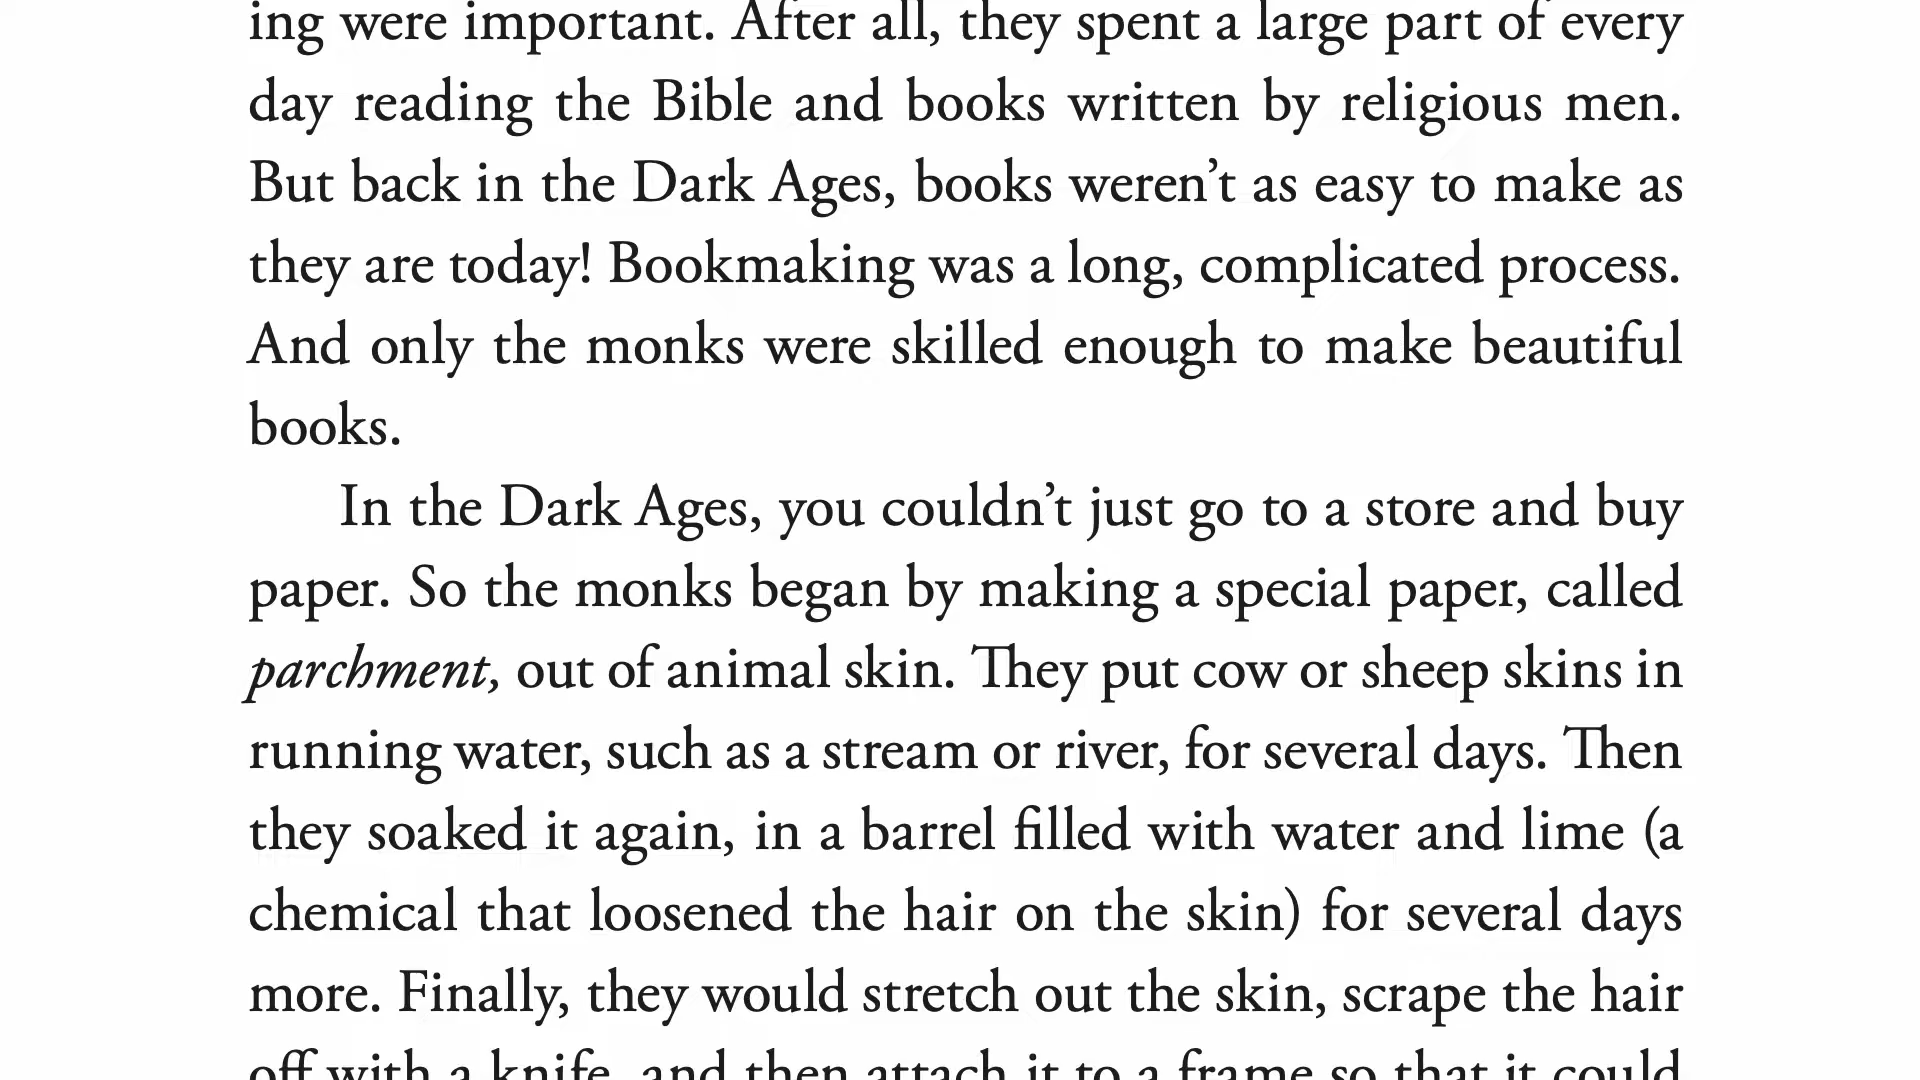 ing were important. After all, they spent a large part of every
day reading the Bible and books written by religious men.
But back in the Dark Ages, books weren’t as easy to make as
they are today! Bookmaking was a long, complicated process.
And only the monks were skilled enough to make beautiful
books.
In the Dark Ages, you couldn’t just go to a store and buy
paper. So the monks began by making a special paper, called
parchment, out of animal skin. They put cow or sheep skins in
running water, such as a stream or river, for several days. Then
they soaked it again, in a barrel filled with water and lime (a
chemical that loosened the hair on the skin) for several days
more. Finally, they would stretch out the skin, scrape the hair
off with a knife, and then attach it to a frame so that it could